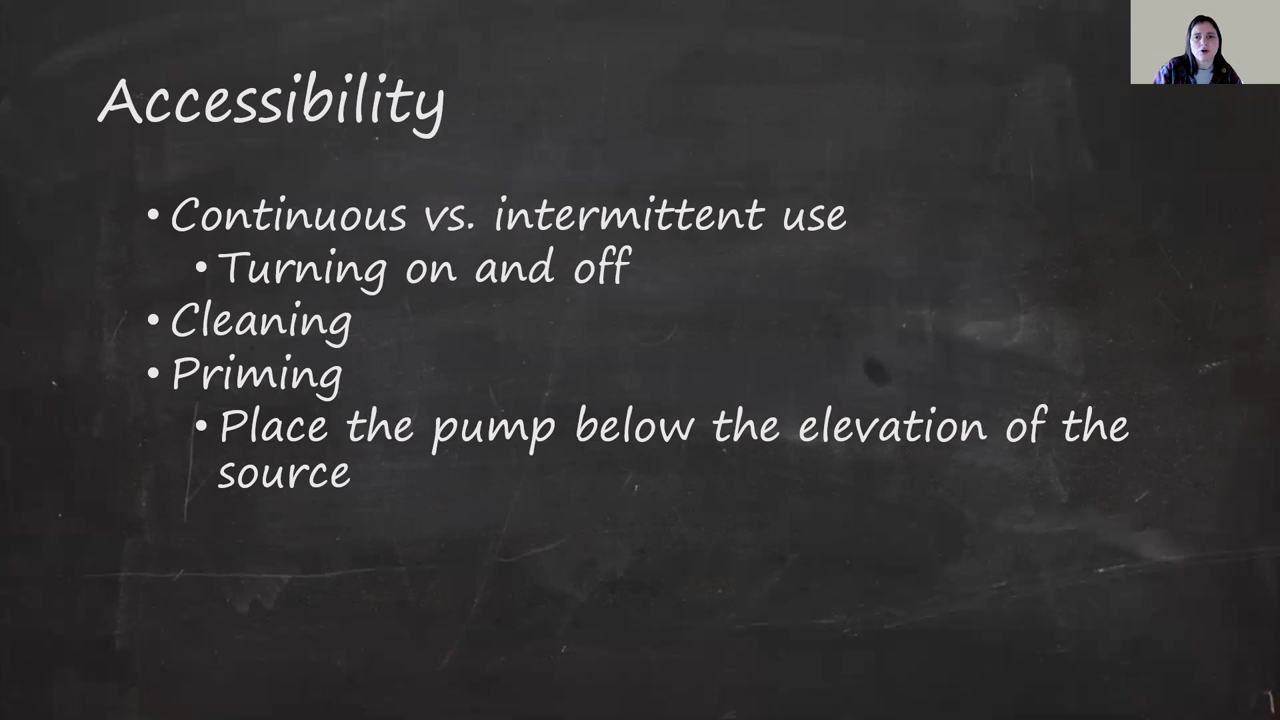 Accessibility
• Continuous vs. intermittent use
• Turning on and off
• Cleaning
• Priming
• Place the pump below the elevation of the
source